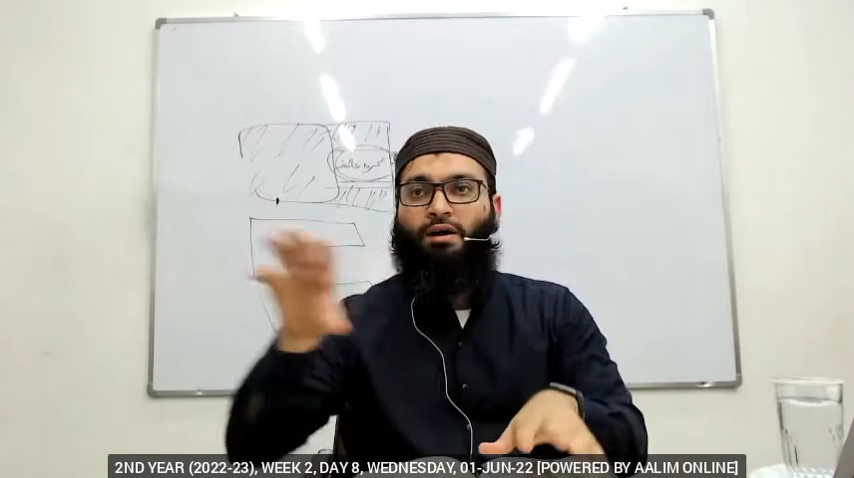 2ND YEAR (2022-23), WEEK 2, DAY 8, WEDNESDAY, 01-JUN-22 [POWERED BY AALIM ONLINE]